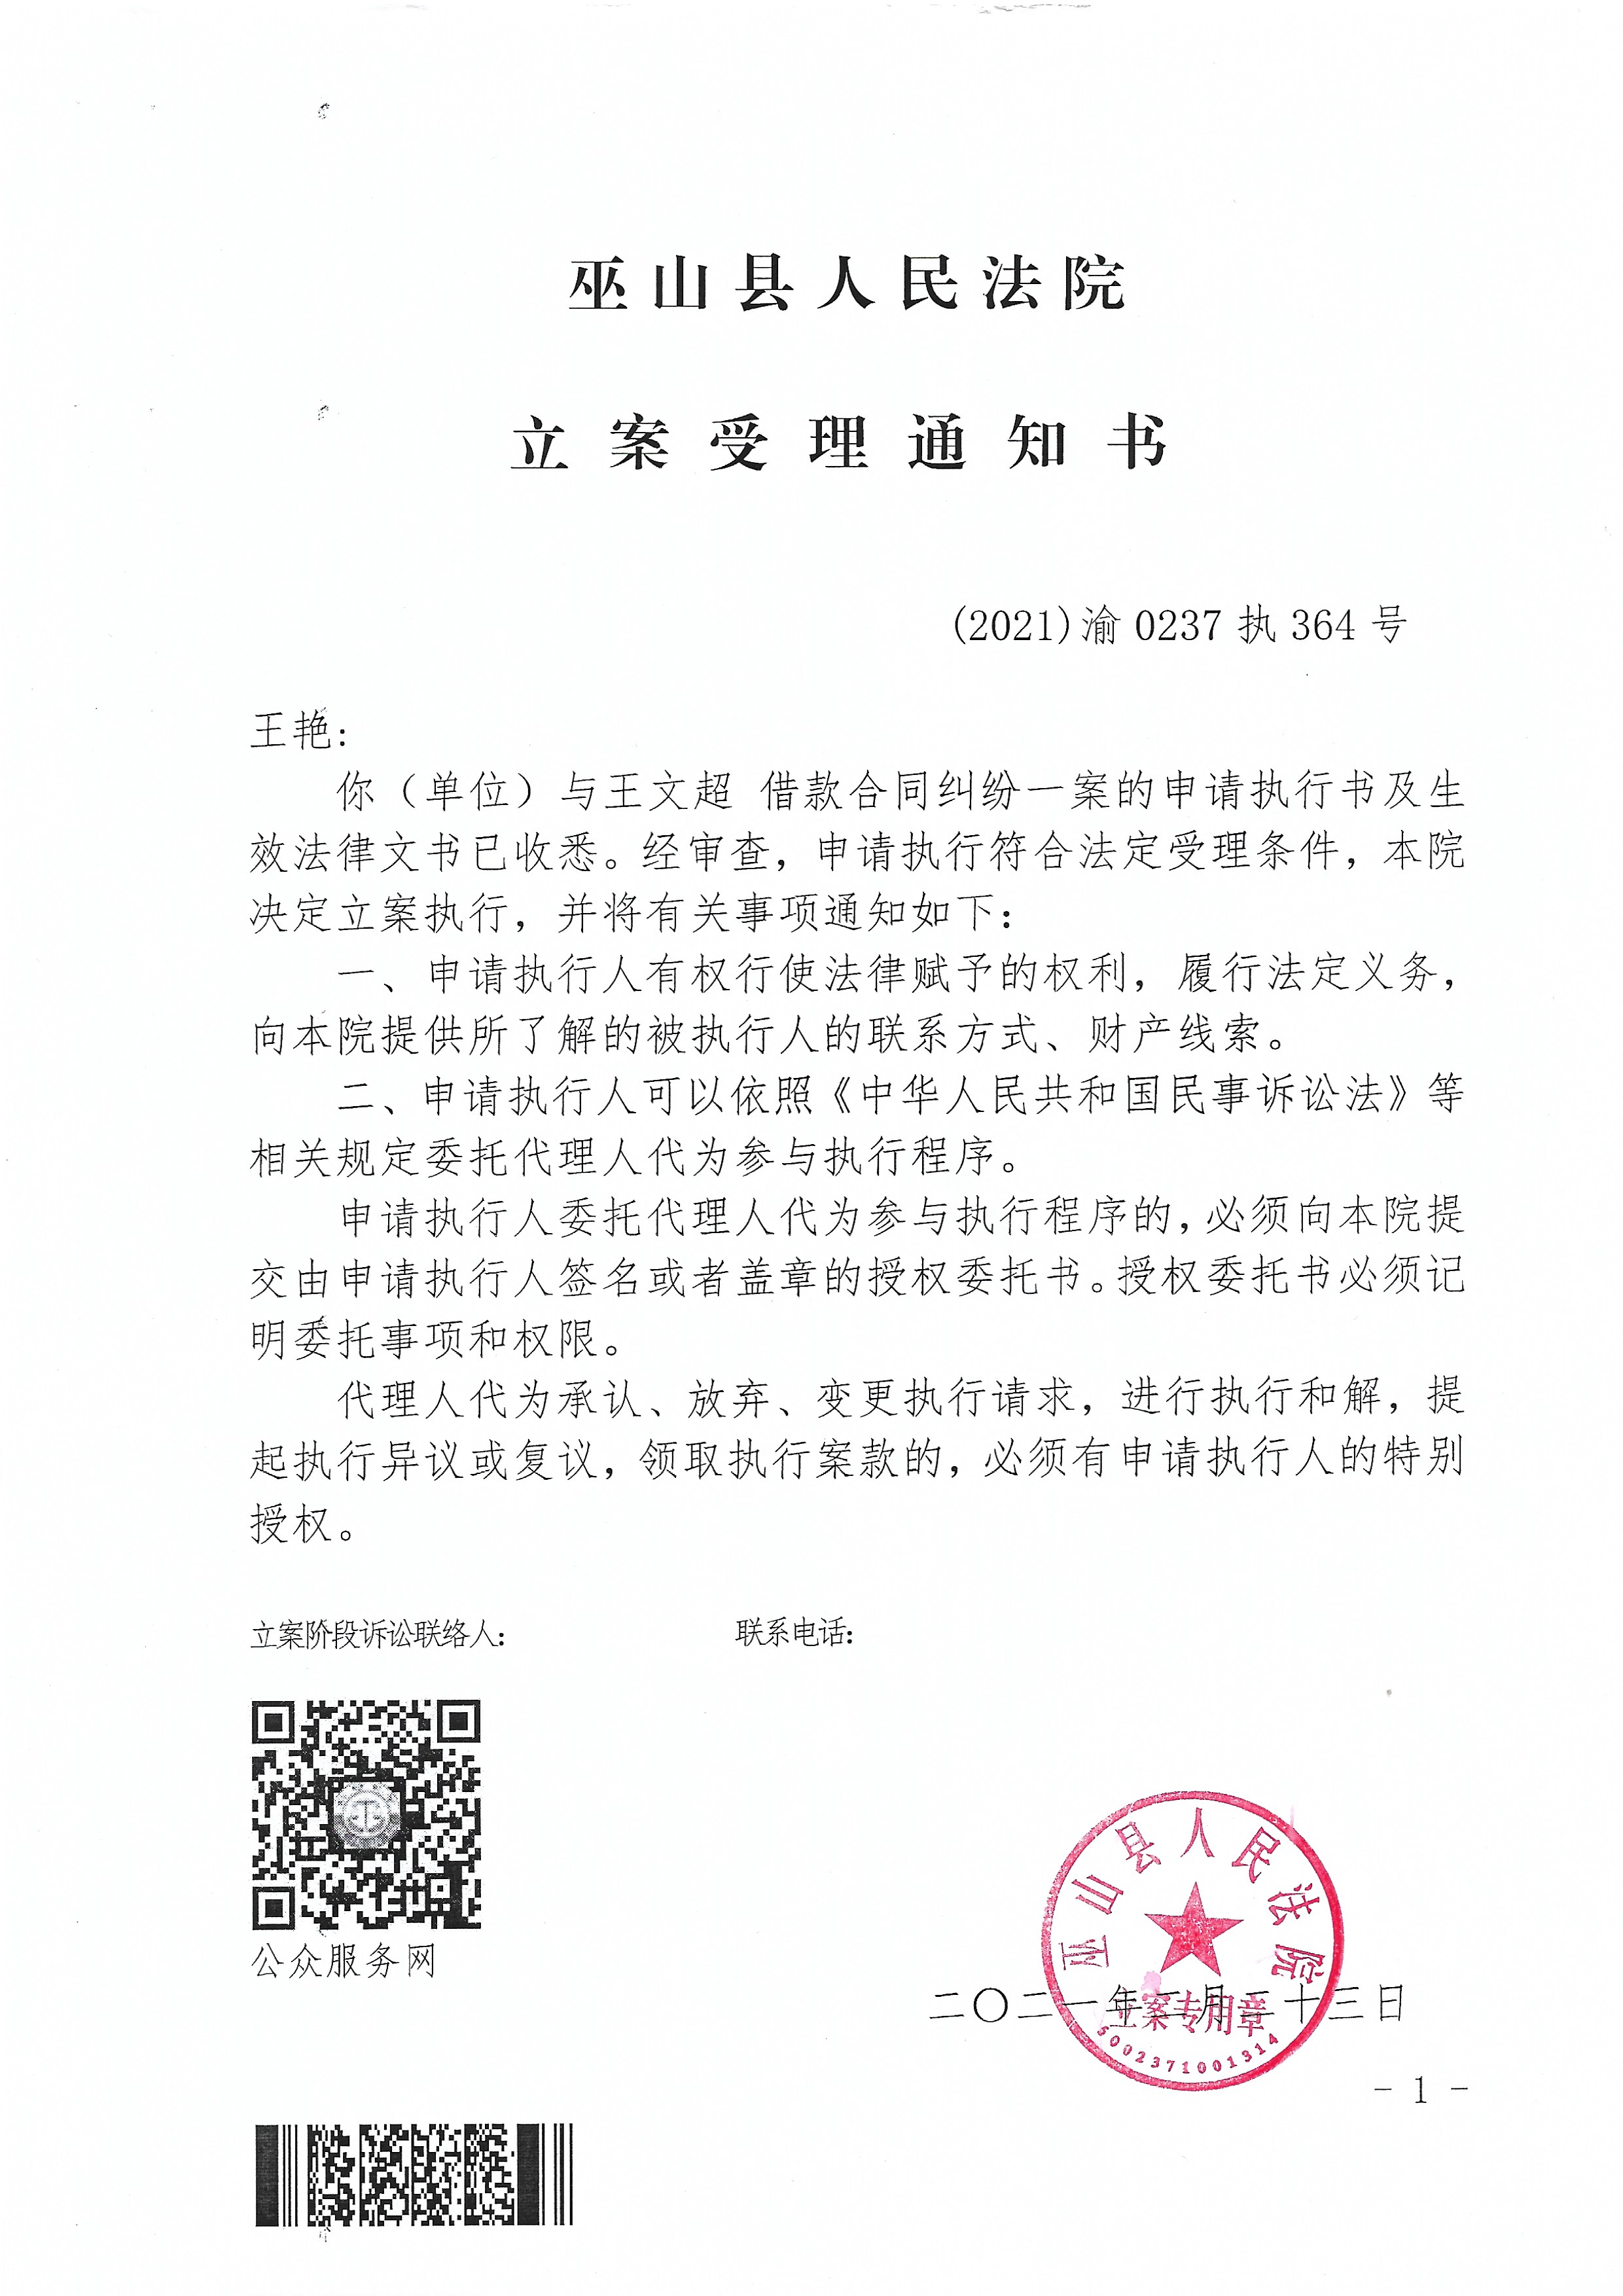 巫山县人民法院
立案受理通知书
(2021)渝0237执364号
王艳:
你（单位）与王文超 借款合同纠纷一案的申请执行书及生
效法律文书已收悉。经审查，申请执行符合法定受理条件，本院
决定立案执行，并将有关事项通知如下：
一、申请执行人有权行使法律赋予的权利，履行法定义务，
向本院提供所了解的被执行人的联系方式、财产线索。
二、申请执行人可以依照《中华人民共和国民事诉讼法》等
相关规定委托代理人代为参与执行程序。
申请执行人委托代理人代为参与执行程序的，必须向本院提
交由申请执行人签名或者盖章的授权委托书。授权委托书必须记
明委托事项和权限。
代理人代为承认、放弃、变更执行请求，进行执行和解，提
起执行异议或复议，领取执行案款的，必须有申请执行人的特别
授权。
立案阶段诉讼联络人： 联系电话：
公众服务网
巫山县人民法院
二〇二一年二月二十三日
立案专用章
5002371001314
- 1 -